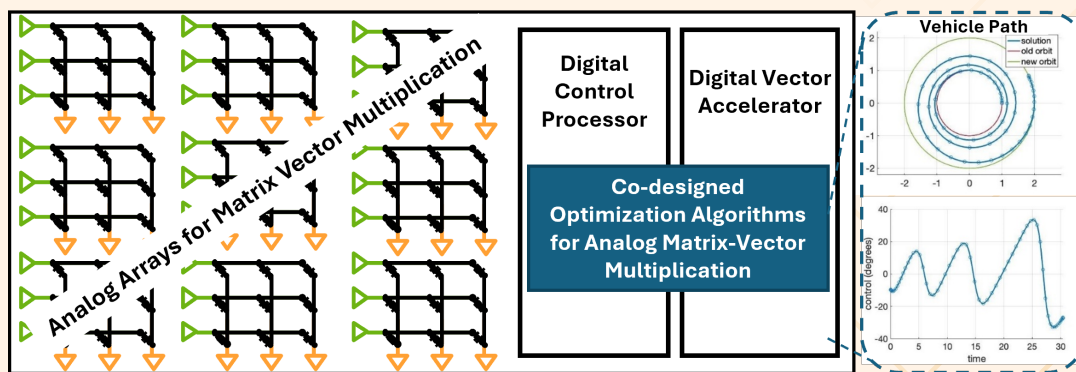 Analog Arrays for Matrix Vector Multiplication
Digital
Control
Processor
Digital Vector
Accelerator
Co-designed
Optimization Algorithms
for Analog Matrix-Vector
Multiplication
Vehicle Path
solution
old orbit
new orbit
2
1
0
-1
-2
-2
-1
0
1
2
control (degrees)
40
20
0
-20
-40
0
5
10
15
20
25
30
time